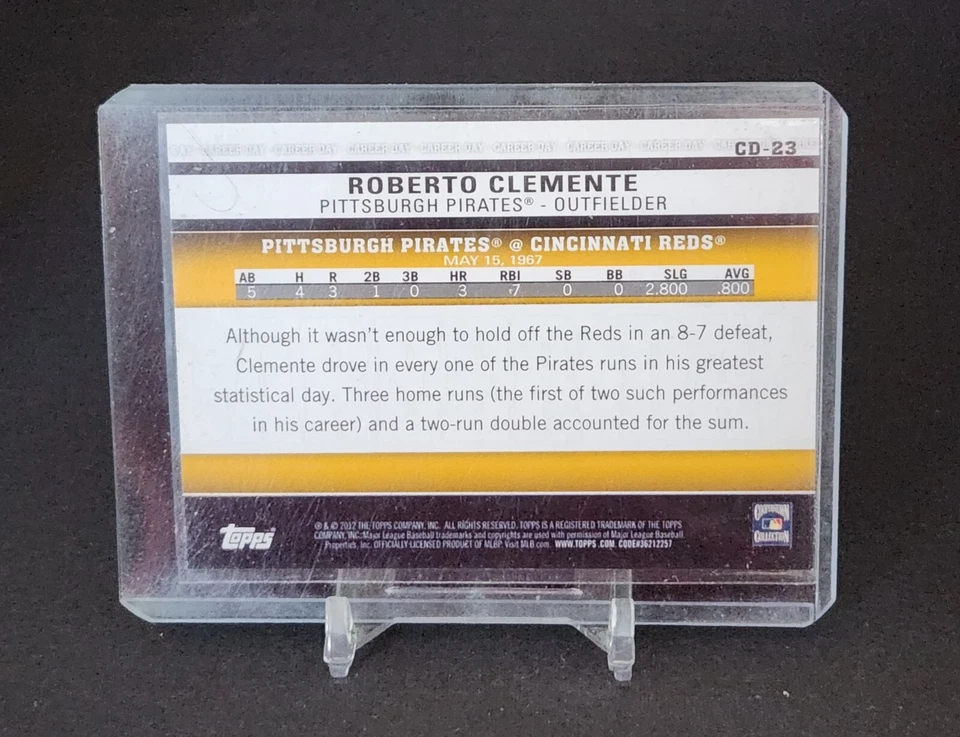 CAREER DAY CAREER DAY CAREER DAY CAREER DAY CAREER DAY CAREER DAY
CD-23
ROBERTO CLEMENTE
PITTSBURGH PIRATES® - OUTFIELDER
PITTSBURGH PIRATES® @ CINCINNATI REDS®
MAY 15, 1967
AB H R 2B 3B HR RBI SB BB SLG AVG
5 4 3 1 0 3 7 0 0 2.800 .800
Although it wasn't enough to hold off the Reds in an 8-7 defeat,
Clemente drove in every one of the Pirates runs in his greatest
statistical day. Three home runs (the first of two such performances
in his career) and a two-run double accounted for the sum.
Topps
® & © 2012 THE TOPPS COMPANY, INC. ALL RIGHTS RESERVED. TOPPS IS A REGISTERED TRADEMARK OF THE TOPPS
COMPANY, INC. Major League Baseball trademarks and copyrights are used with permission of Major League Baseball
Properties, Inc. OFFICIALLY LICENSED PRODUCT OF MLBP. Visit MLB.com. WWW.TOPPS.COM. CODE#36212257
COOPERSTOWN
COLLECTION